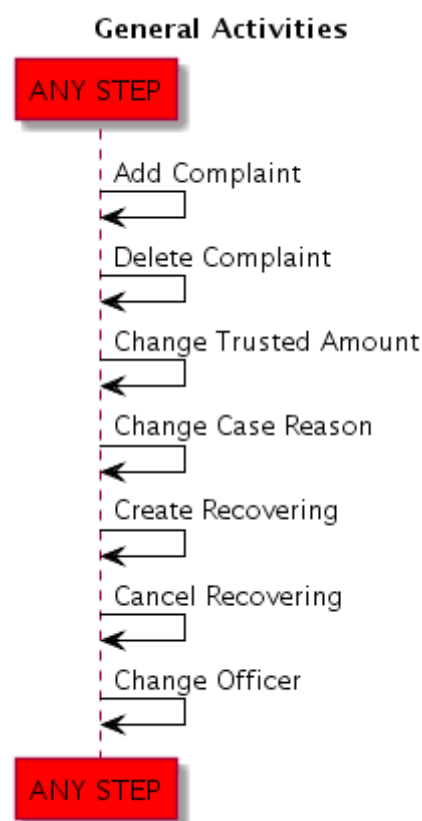 General Activities
ANY STEP
Add Complaint
Delete Complaint
Change Trusted Amount
Change Case Reason
Create Recovering
Cancel Recovering
Change Officer
ANY STEP